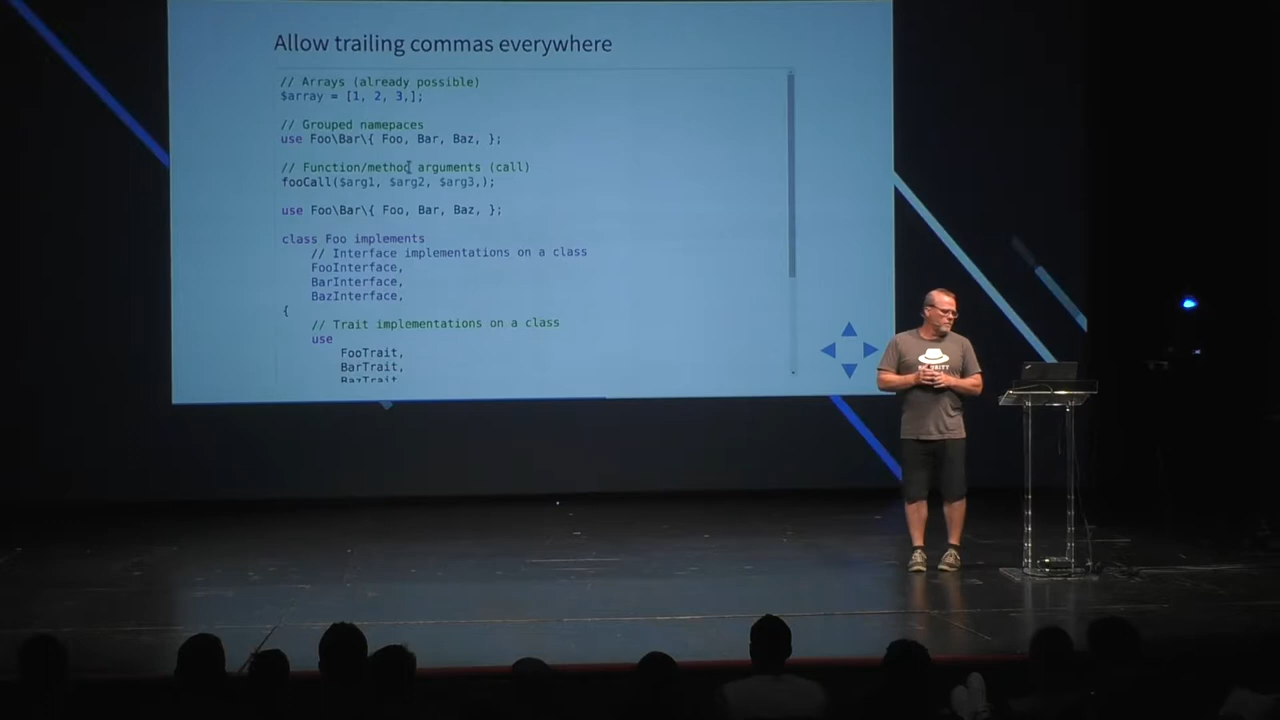 Allow trailing commas everywhere
// Arrays (already possible)
$array = [1, 2, 3,];
// Grouped namepaces
use Foo\Bar\{ Foo, Bar, Baz, };
// Function/method arguments (call)
fooCall($arg1, $arg2, $arg3,);
use Foo\Bar\{ Foo, Bar, Baz, };
class Foo implements
// Interface implementations on a class
FooInterface,
BarInterface,
BazInterface,
{
// Trait implementations on a class
use
FooTrait,
BarTrait,
BazTrait